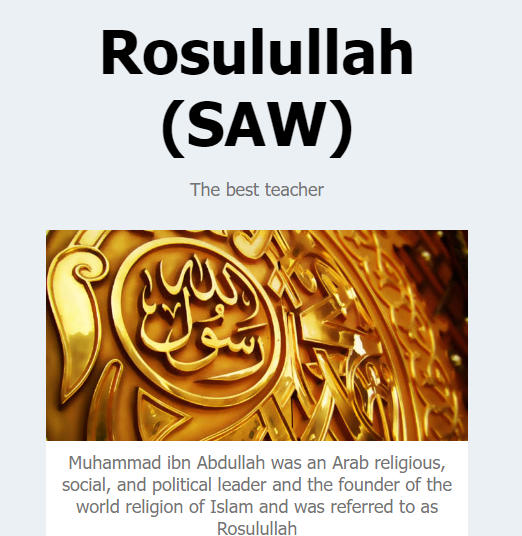 Rosulullah
(SAW)
The best teacher
الله
رسول
Muhammad ibn Abdullah was an Arab religious,
social, and political leader and the founder of the
world religion of Islam and was referred to as
Rosulullah